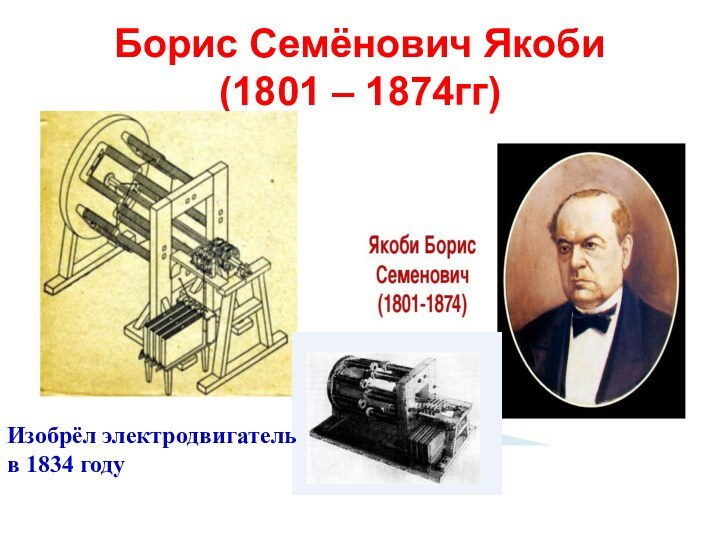 Борис Семёнович Якоби
(1801 – 1874гг)
Якоби Борис
Семенович
(1801-1874)
Изобрёл электродвигатель
в 1834 году